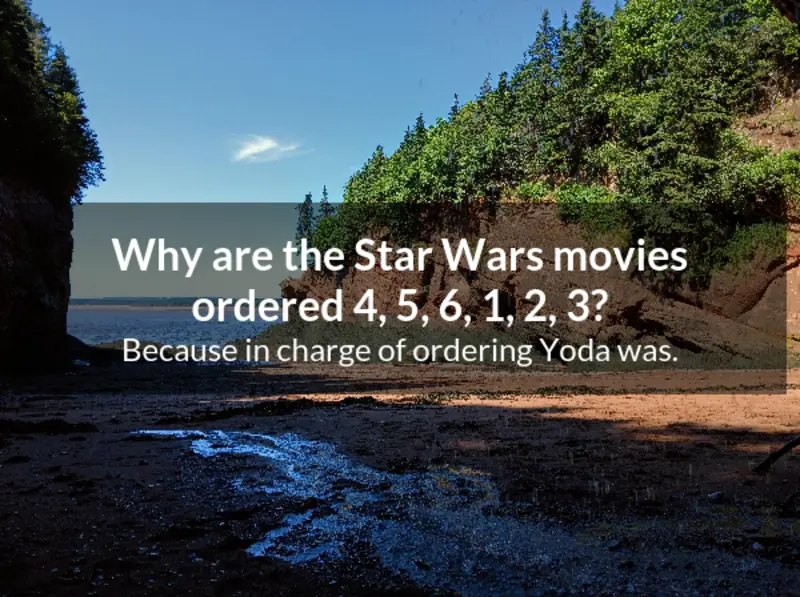 Why are the Star Wars movies
ordered 4, 5, 6, 1, 2, 3?
Because in charge of ordering Yoda was.